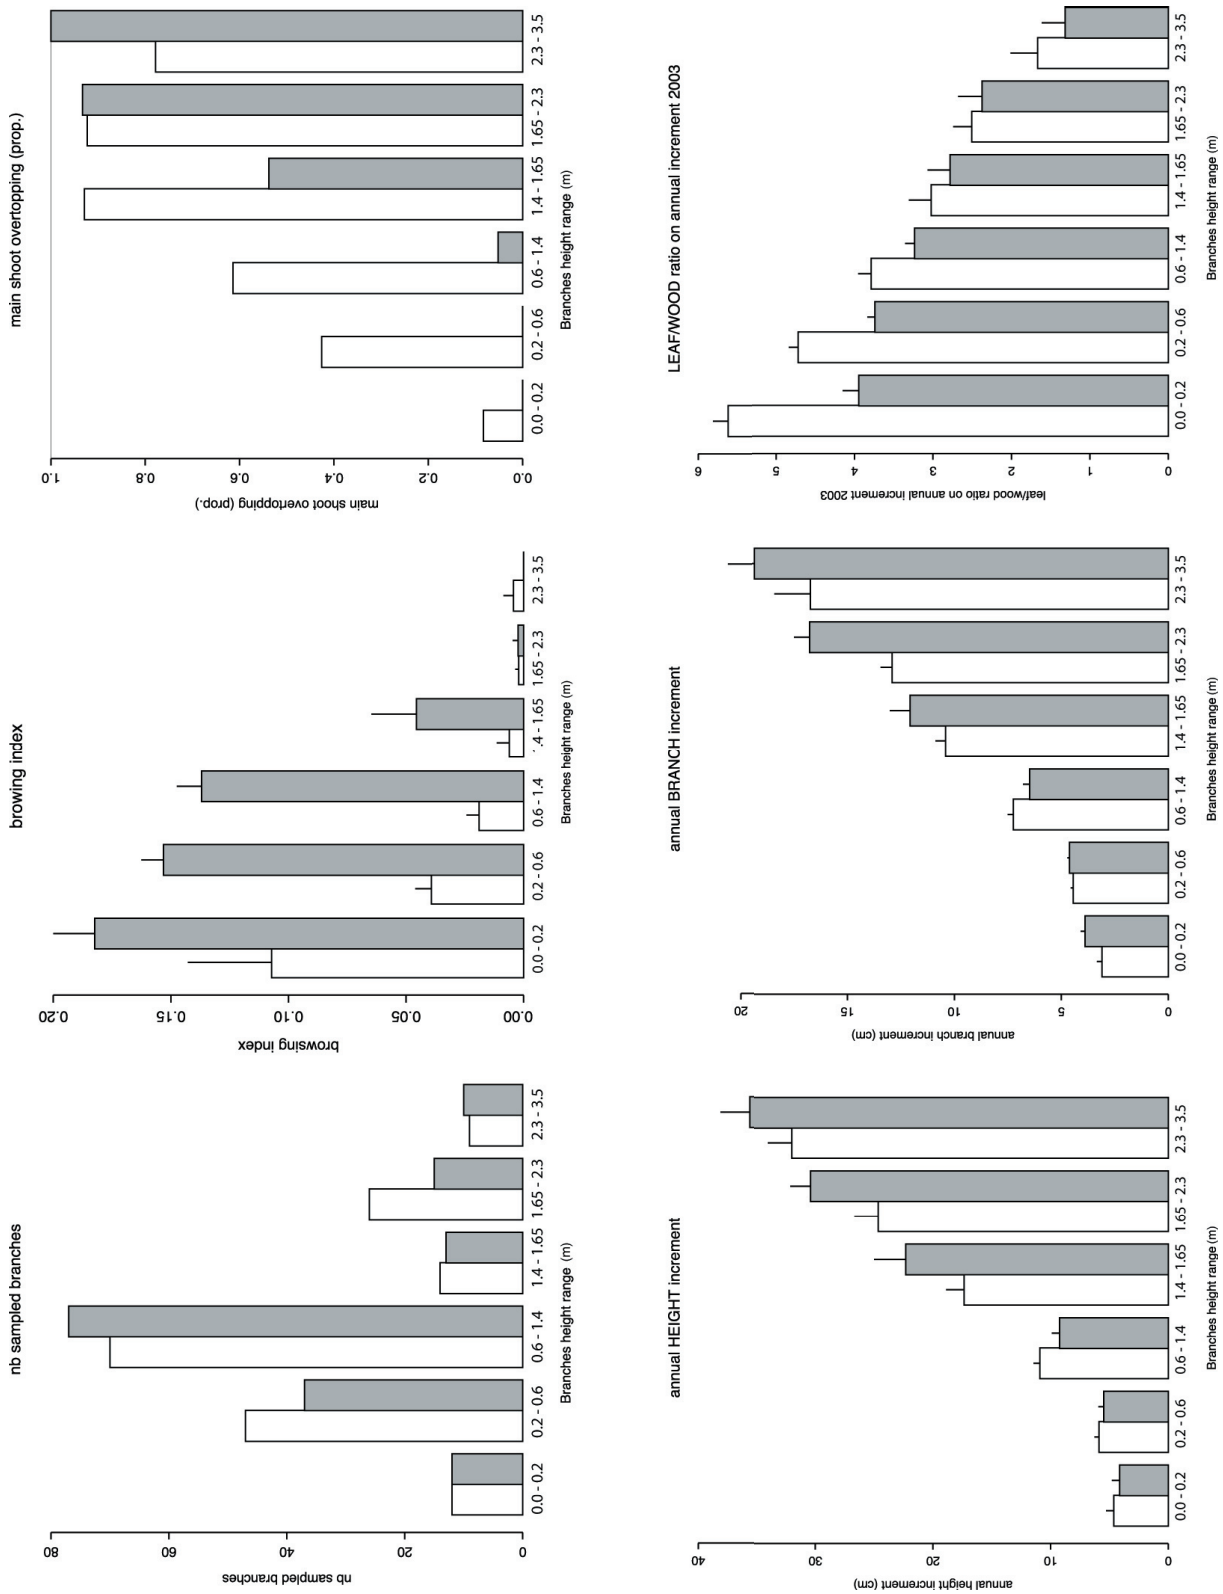 nb sampled branches
nb sampled branches
80
60
40
20
0
0.0 - 0.2
0.2 - 0.6
0.6 - 1.4
1.4 - 1.65
1.65 - 2.3
2.3 - 3.5
Branches height range (m)
browing index
browsing index
0.20
0.15
0.10
0.05
0.00
0.0 - 0.2
0.2 - 0.6
0.6 - 1.4
.4 - 1.65
1.65 - 2.3
2.3 - 3.5
Branches height range (m)
main shoot overtopping (prop.)
main shoot overtopping (prop.)
1.0
0.8
0.6
0.4
0.2
0.0
0.0 - 0.2
0.2 - 0.6
0.6 - 1.4
1.4 - 1.65
1.65 - 2.3
2.3 - 3.5
Branches height range (m)
annual HEIGHT increment
annual height increment (cm)
40
30
20
10
0
0.0 - 0.2
0.2 - 0.6
0.6 - 1.4
1.4 - 1.65
1.65 - 2.3
2.3 - 3.5
Branches height range (m)
annual BRANCH increment
annual branch increment (cm)
20
15
10
5
0
0.0 - 0.2
0.2 - 0.6
0.6 - 1.4
1.4 - 1.65
1.65 - 2.3
2.3 - 3.5
Branches height range (m)
LEAF/WOOD ratio on annual increment 2003
leaf/wood ratio on annual increment 2003
6
5
4
3
2
1
0
0.0 - 0.2
0.2 - 0.6
0.6 - 1.4
1.4 - 1.65
1.65 - 2.3
2.3 - 3.5
Branches height range (m)